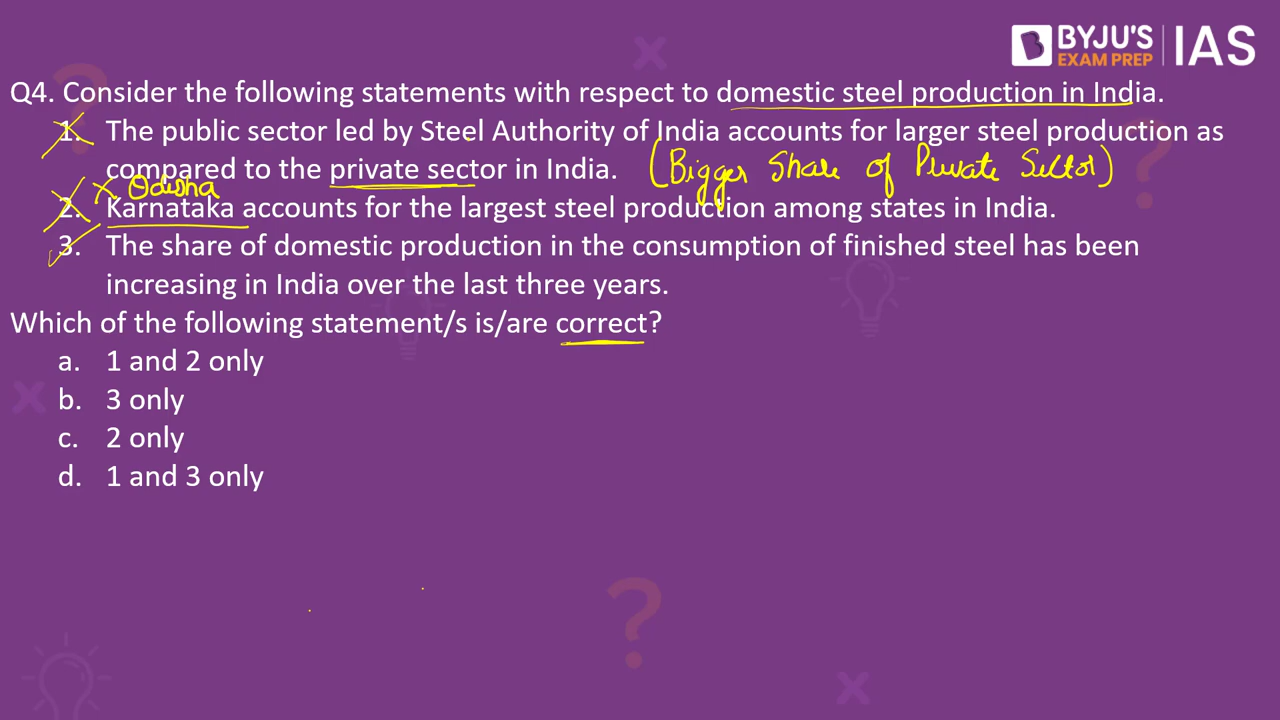 BYJU'S
EXAM PREP
IAS
Q4. Consider the following statements with respect to domestic steel production in India.
1. The public sector led by Steel Authority of India accounts for larger steel production as
compared to the private sector in India. (Bigger Share of Private Sector)
x Odisha
2. Karnataka accounts for the largest steel production among states in India.
3. The share of domestic production in the consumption of finished steel has been
increasing in India over the last three years.
Which of the following statement/s is/are correct?
a. 1 and 2 only
b. 3 only
c. 2 only
d. 1 and 3 only